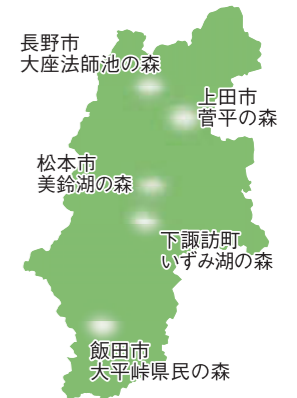 長野市
大座法師池の森
上田市
菅平の森
松本市
美鈴湖の森
下諏訪町
いずみ湖の森
飯田市
大平峠県民の森